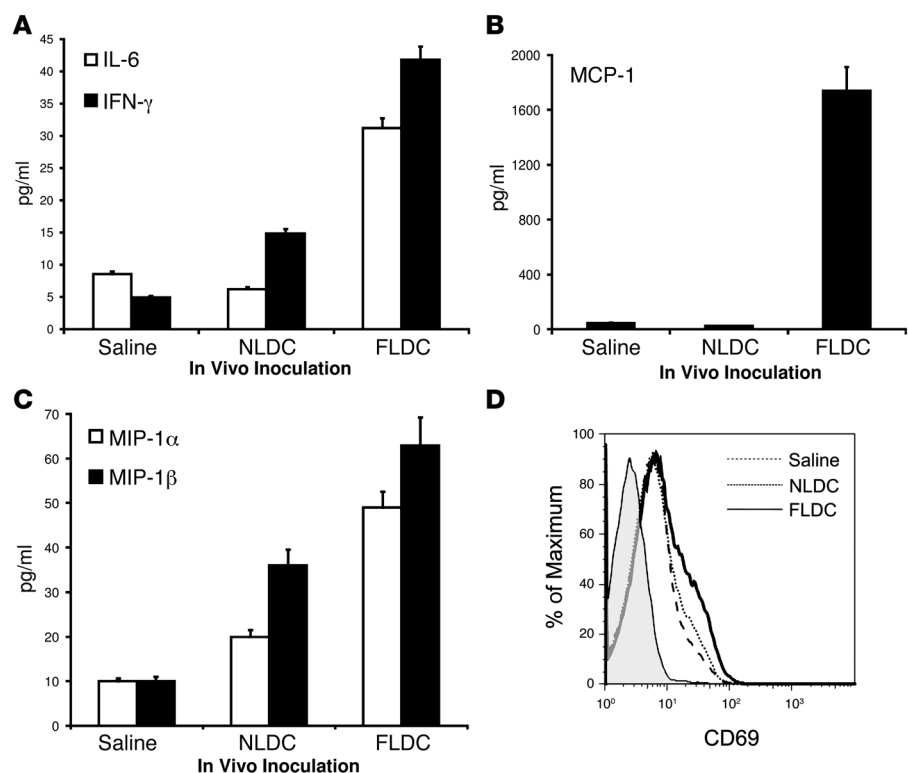 A
45
40
35
30
25
20
15
10
5
0
pg/ml
IL-6
IFN-γ
Saline NLDC FLDC
In Vivo Inoculation
B
2000
1600
1200
800
400
0
pg/ml
MCP-1
Saline NLDC FLDC
In Vivo Inoculation
C
70
60
50
40
30
20
10
0
pg/ml
MIP-1α
MIP-1β
Saline NLDC FLDC
In Vivo Inoculation
D
100
80
60
40
20
0
% of Maximum
Saline
NLDC
FLDC
10⁰ 10¹ 10² 10³
CD69